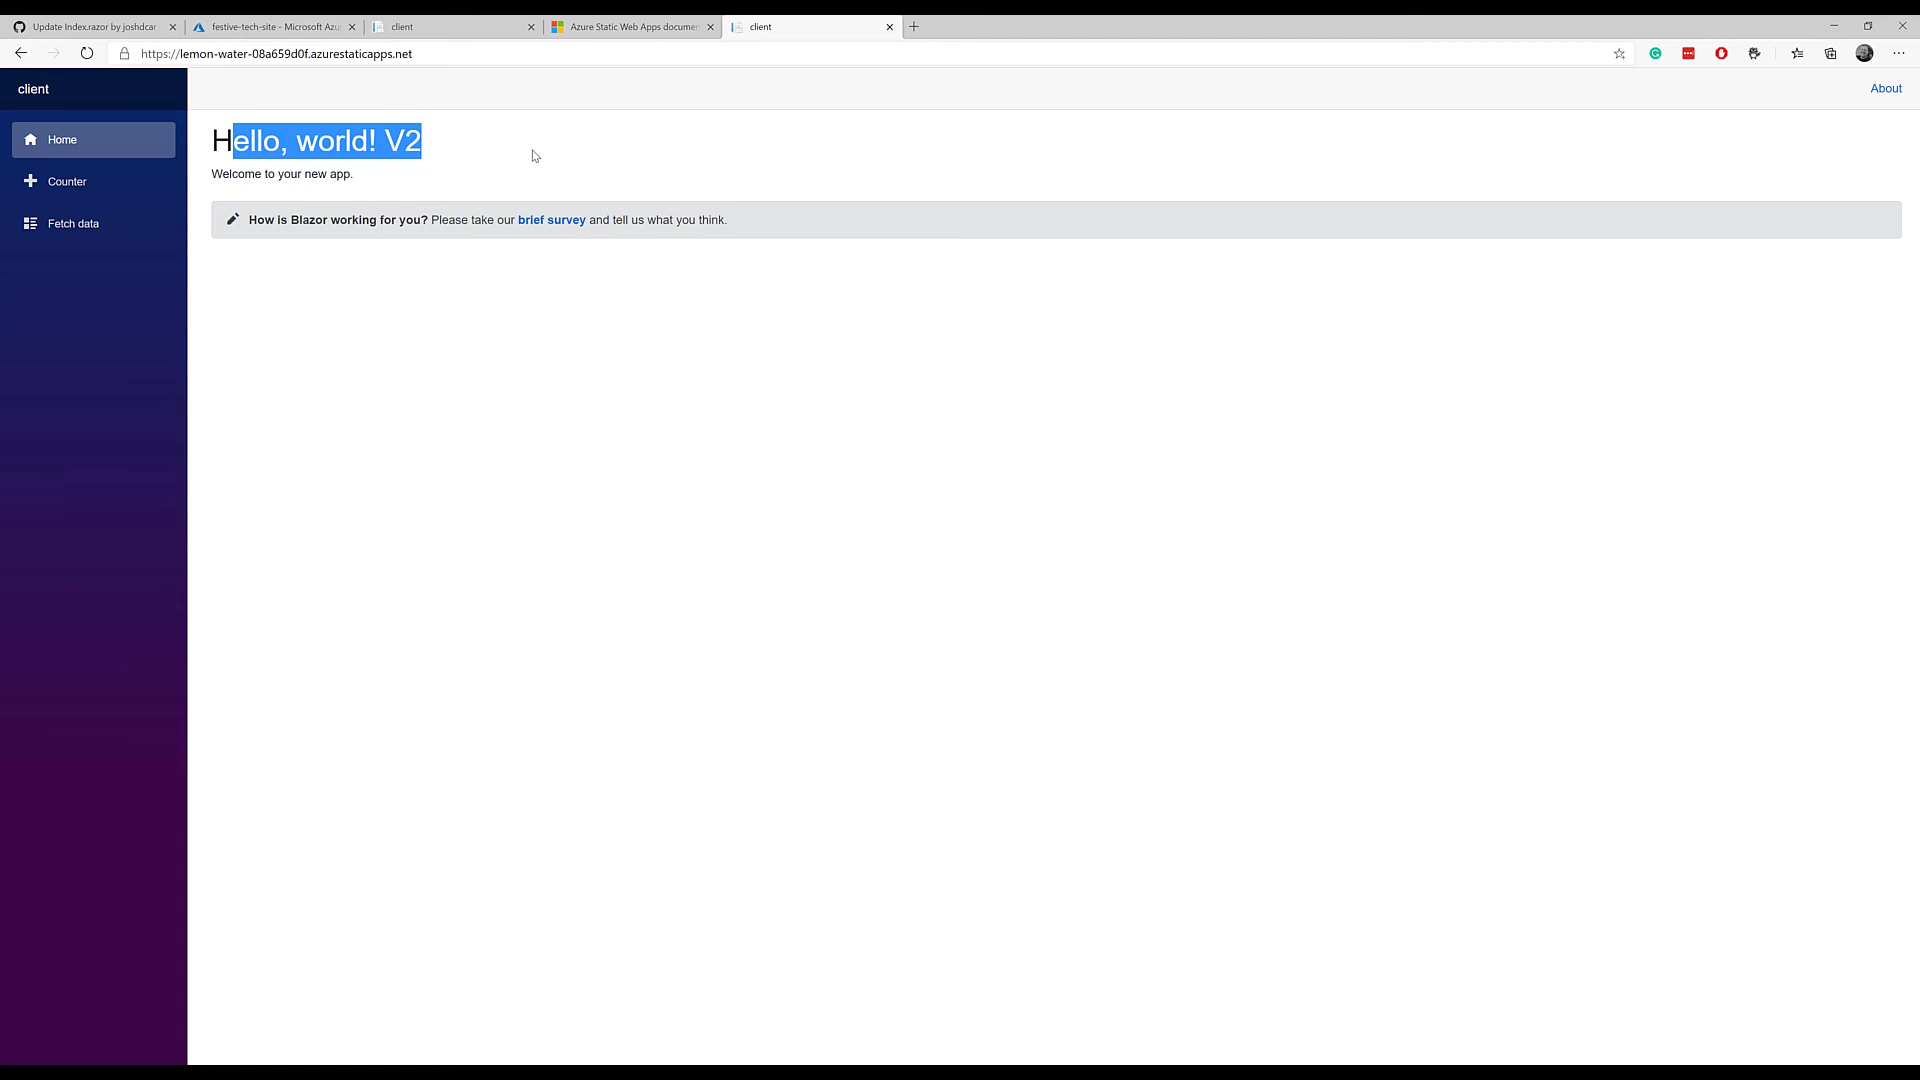 Update Index.razor by joshdcar
festive-tech-site - Microsoft Azu
client
Azure Static Web Apps docume
client
https://lemon-water-08a659d0f.azurestaticapps.net
client
About
Home
Counter
Fetch data
Hello, world! V2
Welcome to your new app.
How is Blazor working for you? Please take our brief survey and tell us what you think.